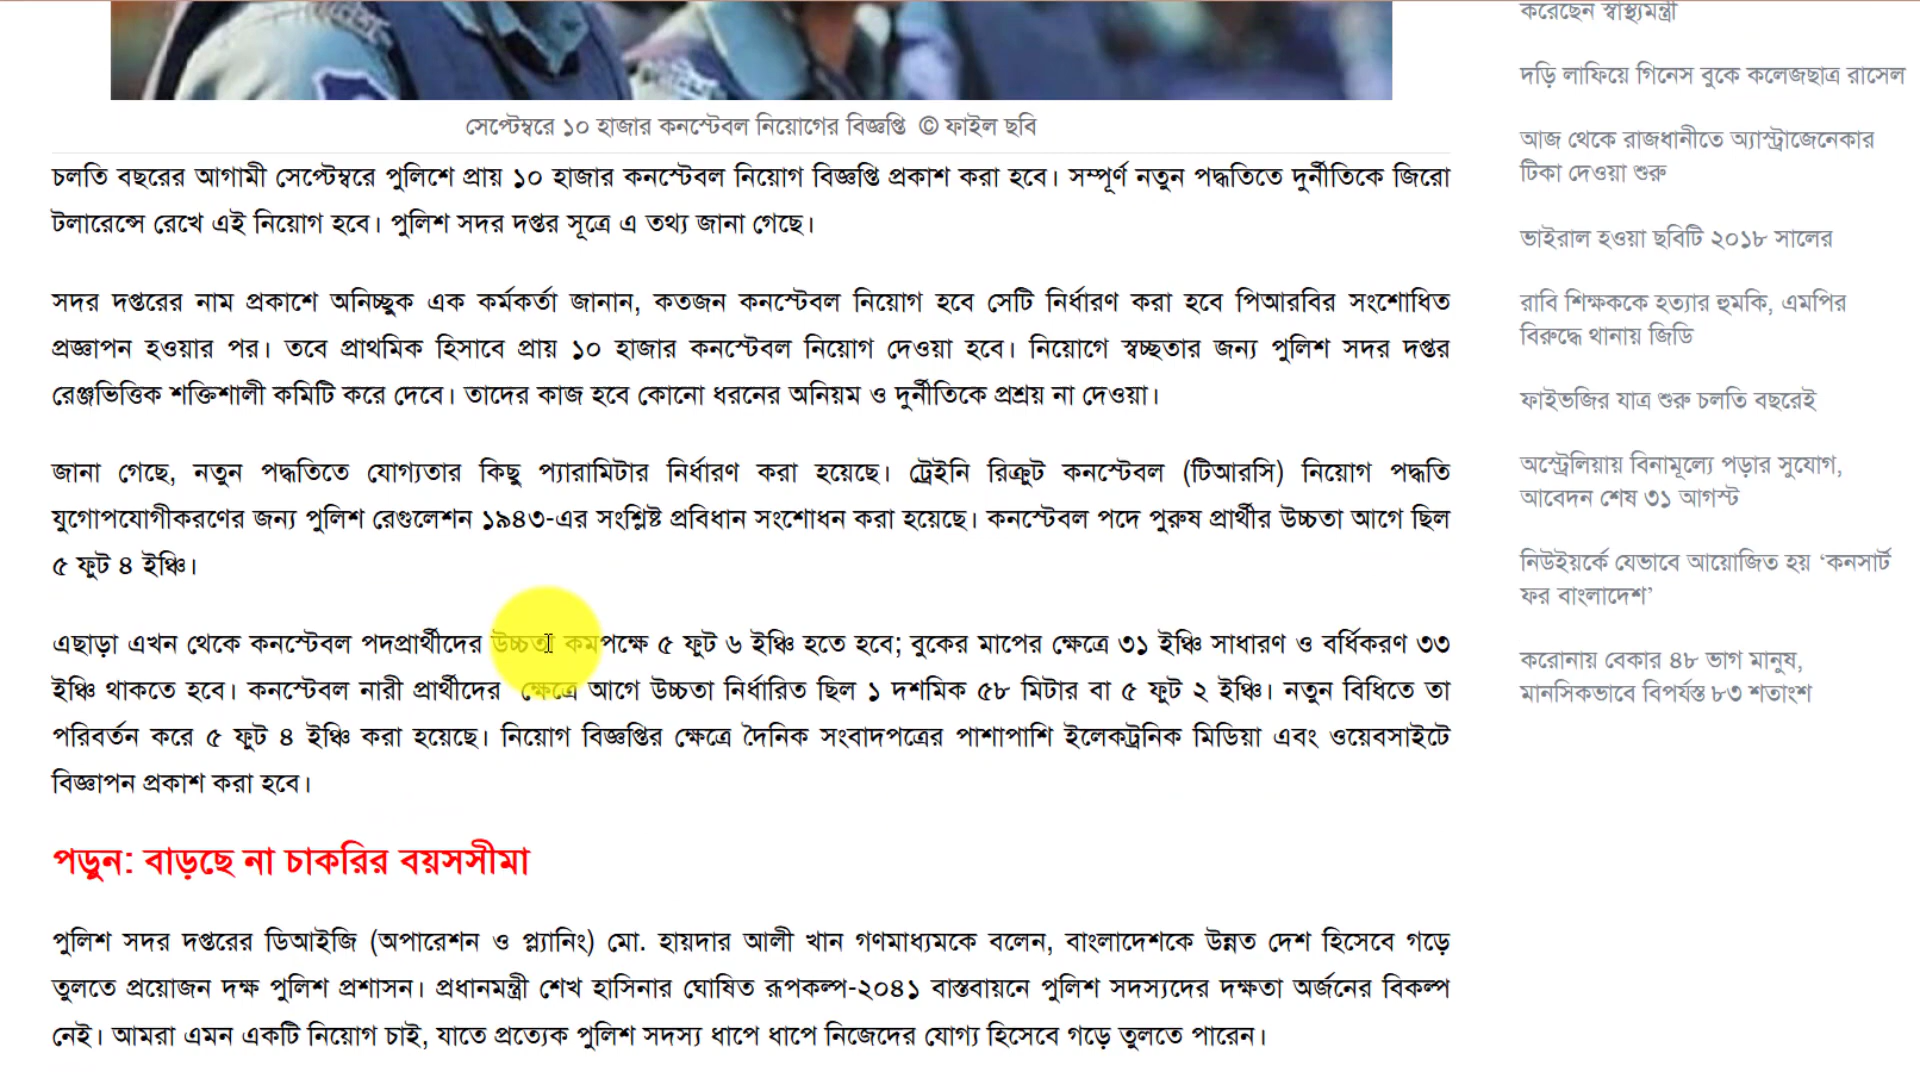 সেপ্টেম্বরে ১০ হাজার কনস্টেবল নিয়োগের বিজ্ঞপ্তি © ফাইল ছবি
চলতি বছরের আগামী সেপ্টেম্বরে পুলিশে প্রায় ১০ হাজার কনস্টেবল নিয়োগ বিজ্ঞপ্তি প্রকাশ করা হবে। সম্পূর্ণ নতুন পদ্ধতিতে দুর্নীতিকে জিরো
টলারেন্সে রেখে এই নিয়োগ হবে। পুলিশ সদর দপ্তর সূত্রে এ তথ্য জানা গেছে।
সদর দপ্তরের নাম প্রকাশে অনিচ্ছুক এক কর্মকর্তা জানান, কতজন কনস্টেবল নিয়োগ হবে সেটি নির্ধারণ করা হবে পিআরবির সংশোধিত
প্রজ্ঞাপন হওয়ার পর। তবে প্রাথমিক হিসাবে প্রায় ১০ হাজার কনস্টেবল নিয়োগ দেওয়া হবে। নিয়োগে স্বচ্ছতার জন্য পুলিশ সদর দপ্তর
রেঞ্জভিত্তিক শক্তিশালী কমিটি করে দেবে। তাদের কাজ হবে কোনো ধরনের অনিয়ম ও দুর্নীতিকে প্রশ্রয় না দেওয়া।
জানা গেছে, নতুন পদ্ধতিতে যোগ্যতার কিছু প্যারামিটার নির্ধারণ করা হয়েছে। ট্রেইনি রিক্রুট কনস্টেবল (টিআরসি) নিয়োগ পদ্ধতি
যুগোপযোগীকরণের জন্য পুলিশ রেগুলেশন ১৯৪৩-এর সংশ্লিষ্ট প্রবিধান সংশোধন করা হয়েছে। কনস্টেবল পদে পুরুষ প্রার্থীর উচ্চতা আগে ছিল
৫ ফুট ৪ ইঞ্চি।
এছাড়া এখন থেকে কনস্টেবল পদপ্রার্থীদের উচ্চতা কমপক্ষে ৫ ফুট ৬ ইঞ্চি হতে হবে; বুকের মাপের ক্ষেত্রে ৩১ ইঞ্চি সাধারণ ও বর্ধিকরণ ৩৩
ইঞ্চি থাকতে হবে। কনস্টেবল নারী প্রার্থীদের ক্ষেত্রে আগে উচ্চতা নির্ধারিত ছিল ১ দশমিক ৫৮ মিটার বা ৫ ফুট ২ ইঞ্চি। নতুন বিধিতে তা
পরিবর্তন করে ৫ ফুট ৪ ইঞ্চি করা হয়েছে। নিয়োগ বিজ্ঞপ্তির ক্ষেত্রে দৈনিক সংবাদপত্রের পাশাপাশি ইলেকট্রনিক মিডিয়া এবং ওয়েবসাইটে
বিজ্ঞাপন প্রকাশ করা হবে।
পড়ুন: বাড়ছে না চাকরির বয়সসীমা
পুলিশ সদর দপ্তরের ডিআইজি (অপারেশন ও প্ল্যানিং) মো. হায়দার আলী খান গণমাধ্যমকে বলেন, বাংলাদেশকে উন্নত দেশ হিসেবে গড়ে
তুলতে প্রয়োজন দক্ষ পুলিশ প্রশাসন। প্রধানমন্ত্রী শেখ হাসিনার ঘোষিত রূপকল্প-২০৪১ বাস্তবায়নে পুলিশ সদস্যদের দক্ষতা অর্জনের বিকল্প
নেই। আমরা এমন একটি নিয়োগ চাই, যাতে প্রত্যেক পুলিশ সদস্য ধাপে ধাপে নিজেদের যোগ্য হিসেবে গড়ে তুলতে পারেন।
করেছেন স্বাস্থ্যমন্ত্রী
দড়ি লাফিয়ে গিনেস বুকে কলেজছাত্র রাসেল
আজ থেকে রাজধানীতে অ্যাস্ট্রাজেনেকার
টিকা দেওয়া শুরু
ভাইরাল হওয়া ছবিটি ২০১৮ সালের
রাবি শিক্ষককে হত্যার হুমকি, এমপির
বিরুদ্ধে থানায় জিডি
ফাইভজির যাত্র শুরু চলতি বছরেই
অস্ট্রেলিয়ায় বিনামূল্যে পড়ার সুযোগ,
আবেদন শেষ ৩১ আগস্ট
নিউইয়র্কে যেভাবে আয়োজিত হয় ‘কনসার্ট
ফর বাংলাদেশ’
করোনায় বেকার ৪৮ ভাগ মানুষ,
মানসিকভাবে বিপর্যস্ত ৮৩ শতাংশ